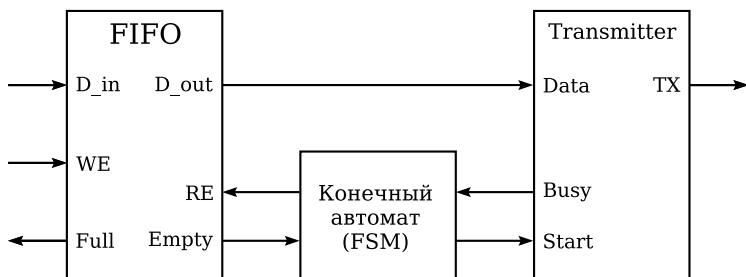 FIFO
Transmitter
D_in
D_out
Data
TX
WE
RE
Конечный
автомат
(FSM)
Busy
Full
Empty
Start